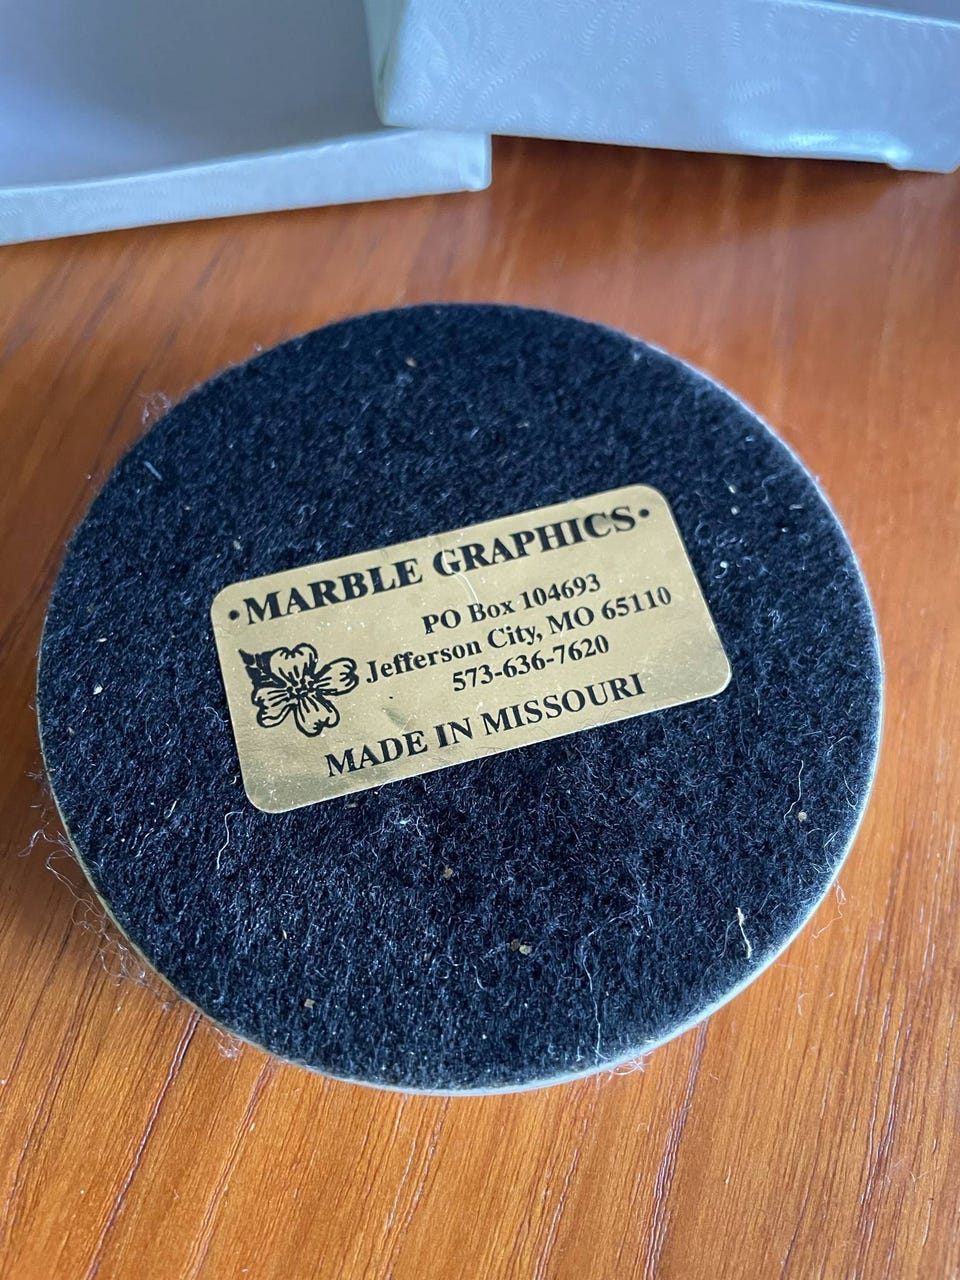 •MARBLE GRAPHICS•
PO Box 104693
Jefferson City, MO 65110
573-636-7620
MADE IN MISSOURI